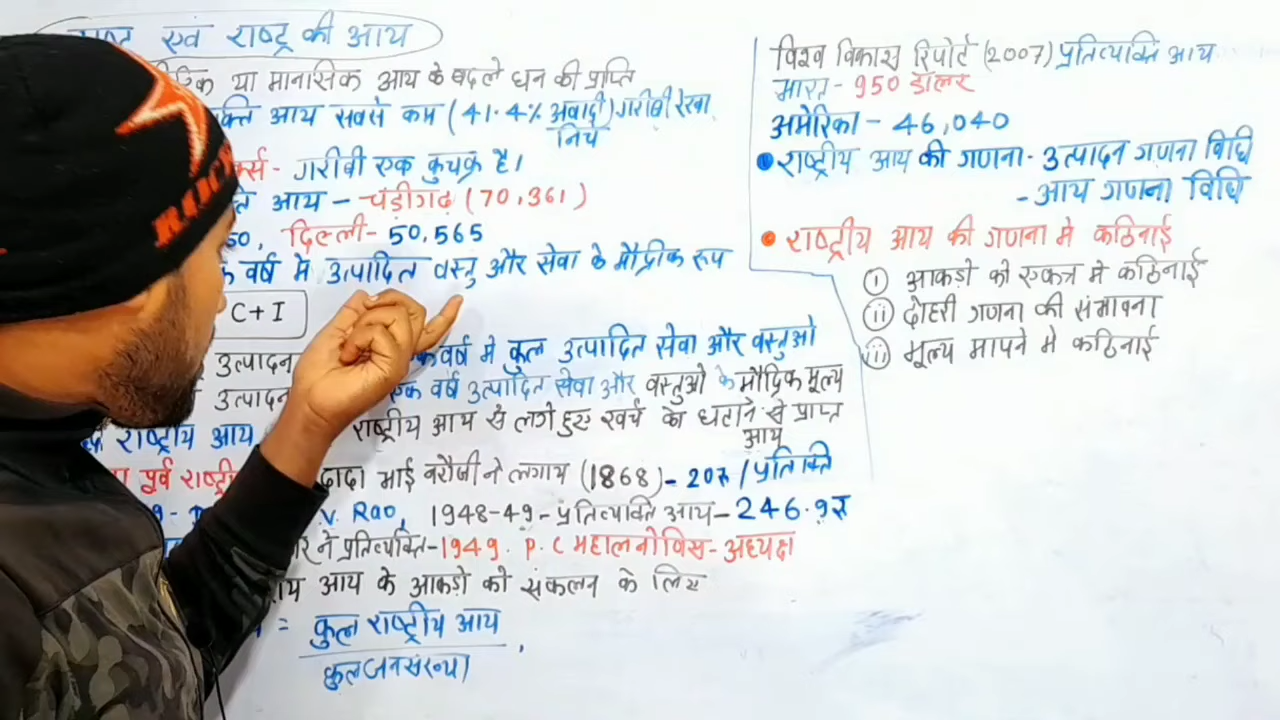 एवं राष्ट्र की आय
या मानसिक आय के बदले धन की प्राप्ति
आय सबसे कम (41.4% अवादी) गरीबी रेखा
निच
गरीबी एक कुचक्र है।
आय - चंडीगढ़ (70,361)
50, दिल्ली - 50,565
वर्ष मे उत्पादित वस्तु और सेवा के मौद्रिक रूप
C + I
उत्पादन वर्ष मे कुल उत्पादित सेवा और वस्तुओ
उत्पादन एक वर्ष उत्पादित सेवा और वस्तुओ के मौद्रिक मूल्य
राष्ट्रीय आय राष्ट्रीय आय से लगे हुए खर्च को घटाने से प्राप्त
आय
पूर्व दादा भाई नरौजी ने लगाय (1868) - 20रु / प्रतिव्यक्ति
V. Rao, 1948-49 - प्रतिव्यक्ति आय - 246.9रु
ने प्रतिव्यक्ति - 1949. P.C महालनोविस - अध्यक्ष
आय के आकड़ो को संकलन के लिए
= कुल राष्ट्रीय आय
कुल जनसंख्या
विश्व विकास रिपोर्ट (2007) प्रतिव्यक्ति आय
भारत - 950 डॉलर
अमेरिका - 46,040
राष्ट्रीय आय की गणना - उत्पादन गणना विधि
- आय गणना विधि
राष्ट्रीय आय की गणना मे कठिनाई
i आकड़ो को एकत्र मे कठिनाई
ii दोहरी गणना की संभावना
iii मूल्य मापने मे कठिनाई
ROCK